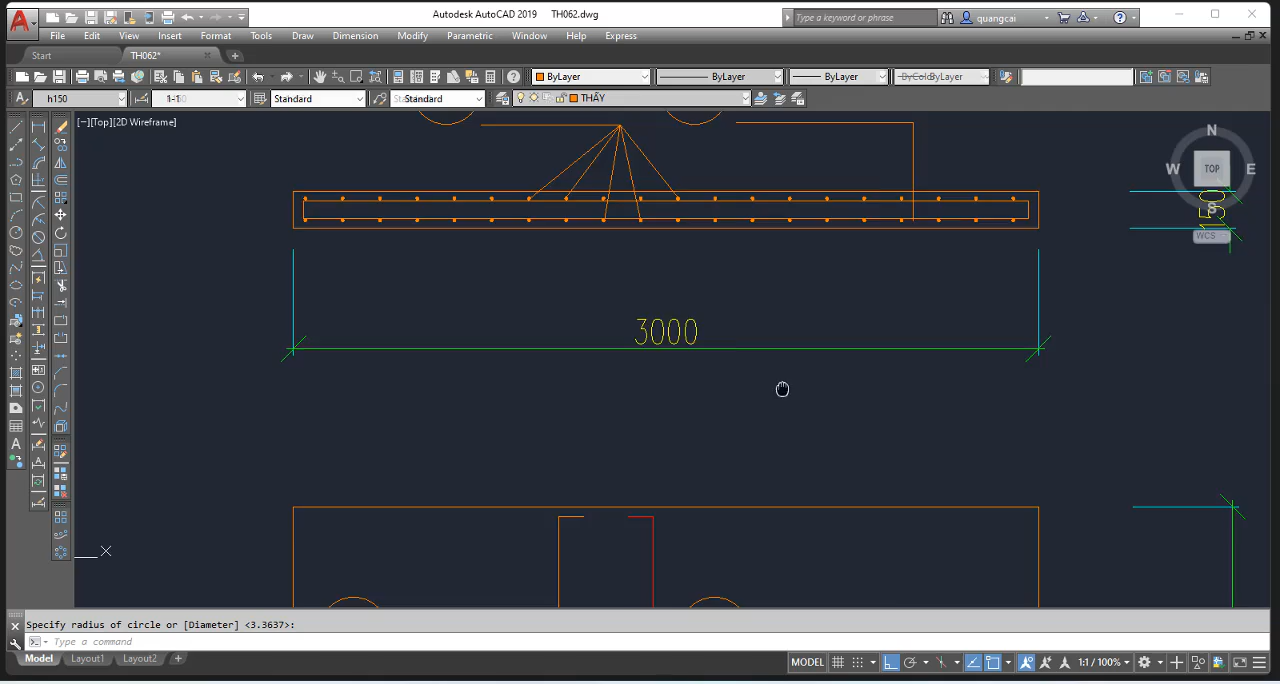 Autodesk AutoCAD 2019 TH062.dwg
Type a keyword or phrase
quangcai
File Edit View Insert Format Tools Draw Dimension Modify Parametric Window Help Express
Start TH062*
ByLayer ByLayer ByLayer ByColor
h150 1-1 Standard Standard THẤY
[−][Top][2D Wireframe]
N
W TOP E
S
WCS
150
3000
X
Specify radius of circle or [Diameter] <3.3637>:
Type a command
Model Layout1 Layout2 +
MODEL 1:1 / 100%